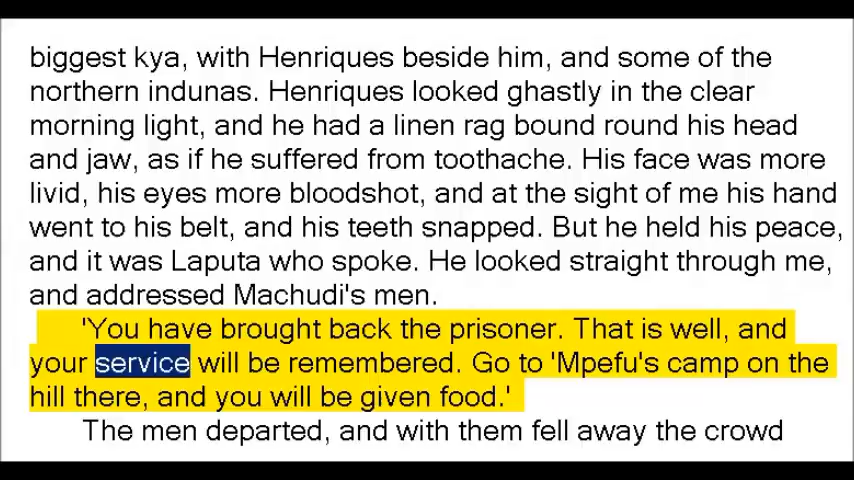 biggest kya, with Henriques beside him, and some of the
northern indunas. Henriques looked ghastly in the clear
morning light, and he had a linen rag bound round his head
and jaw, as if he suffered from toothache. His face was more
livid, his eyes more bloodshot, and at the sight of me his hand
went to his belt, and his teeth snapped. But he held his peace,
and it was Laputa who spoke. He looked straight through me,
and addressed Machudi's men.
'You have brought back the prisoner. That is well, and
your service will be remembered. Go to 'Mpefu's camp on the
hill there, and you will be given food.'
The men departed, and with them fell away the crowd